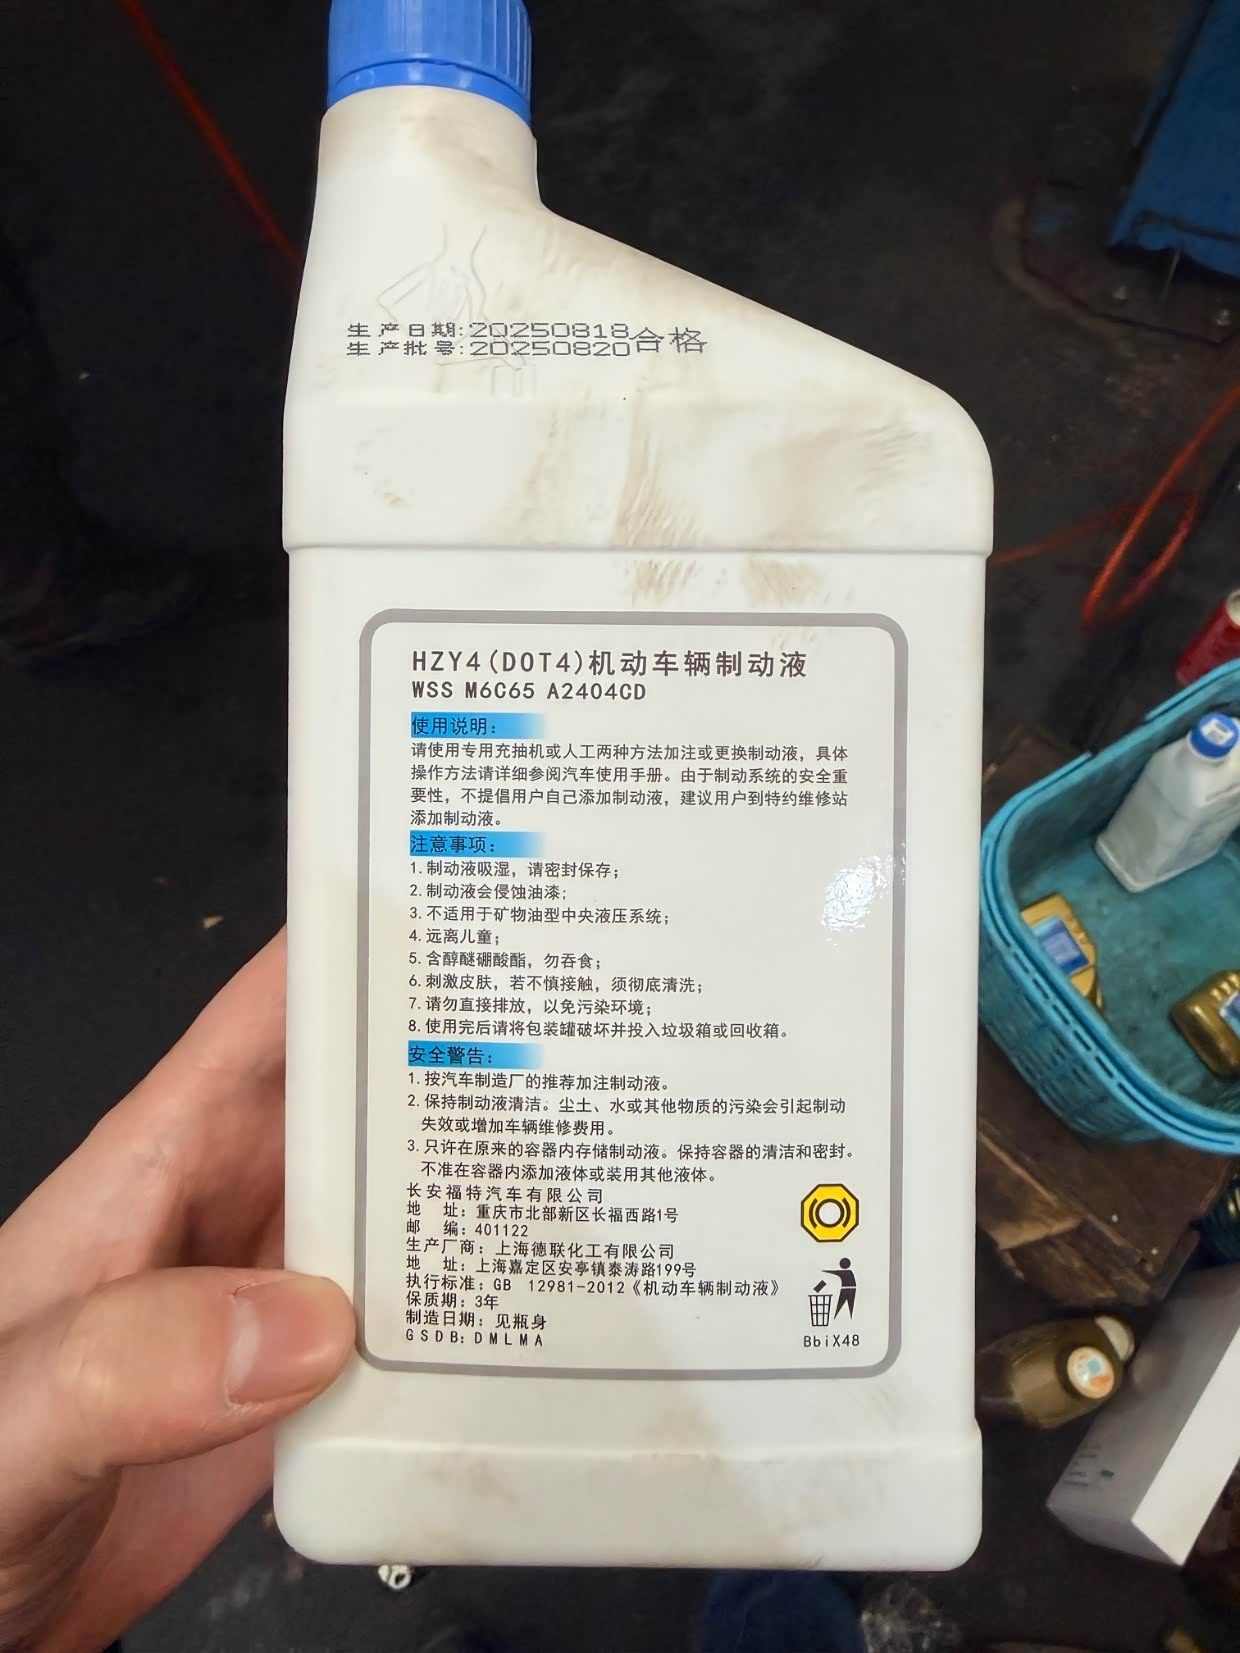 生产日期:20250818合格
生产批号:20250820
HZY4(DOT4)机动车辆制动液
WSS M6C65 A2404CD
使用说明：
请使用专用充抽机或人工两种方法加注或更换制动液，具体
操作方法请详细参阅汽车使用手册。由于制动系统的安全重
要性，不提倡用户自己添加制动液，建议用户到特约维修站
添加制动液。
注意事项：
1.制动液吸湿，请密封保存；
2.制动液会侵蚀油漆；
3.不适用于矿物油型中央液压系统；
4.远离儿童；
5.含醇醚硼酸酯，勿吞食；
6.刺激皮肤，若不慎接触，须彻底清洗；
7.请勿直接排放，以免污染环境；
8.使用完后请将包装罐破坏并投入垃圾箱或回收箱。
安全警告：
1.按汽车制造厂的推荐加注制动液。
2.保持制动液清洁。尘土、水或其他物质的污染会引起制动
失效或增加车辆维修费用。
3.只许在原来的容器内存储制动液。保持容器的清洁和密封。
不准在容器内添加液体或装用其他液体。
长安福特汽车有限公司
地　址：重庆市北部新区长福西路1号
邮　编：401122
生产厂商：上海德联化工有限公司
地　址：上海嘉定区安亭镇泰涛路199号
执行标准：GB 12981-2012《机动车辆制动液》
保质期：3年
制造日期：见瓶身
GSDB：DMLMA
BbiX48